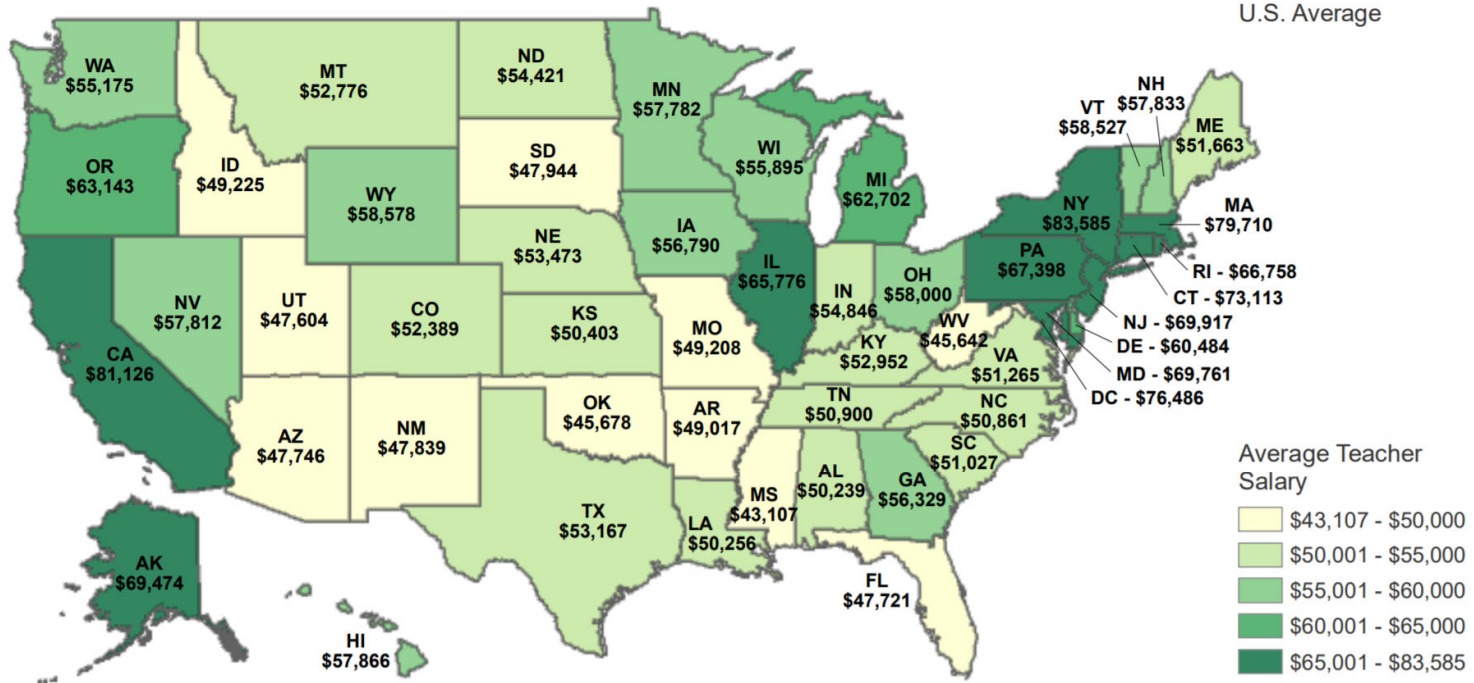 U.S. Average
WA
$55,175
MT
$52,776
ND
$54,421
MN
$57,782
VT
$58,527
NH
$57,833
ME
$51,663
OR
$63,143
ID
$49,225
SD
$47,944
WI
$55,895
MI
$62,702
WY
$58,578
NY
$83,585
MA
$79,710
NE
$53,473
IA
$56,790
IL
$65,776
IN
$54,846
OH
$58,000
PA
$67,398
RI - $66,758
CT - $73,113
NJ - $69,917
DE - $60,484
MD - $69,761
DC - $76,486
NV
$57,812
UT
$47,604
CO
$52,389
KS
$50,403
MO
$49,208
KY
$52,952
WV
$45,642
VA
$51,265
CA
$81,126
AZ
$47,746
NM
$47,839
OK
$45,678
AR
$49,017
TN
$50,900
NC
$50,861
SC
$51,027
MS
$43,107
AL
$50,239
GA
$56,329
TX
$53,167
LA
$50,256
FL
$47,721
AK
$69,474
HI
$57,866
Average Teacher
Salary
$43,107 - $50,000
$50,001 - $55,000
$55,001 - $60,000
$60,001 - $65,000
$65,001 - $83,585